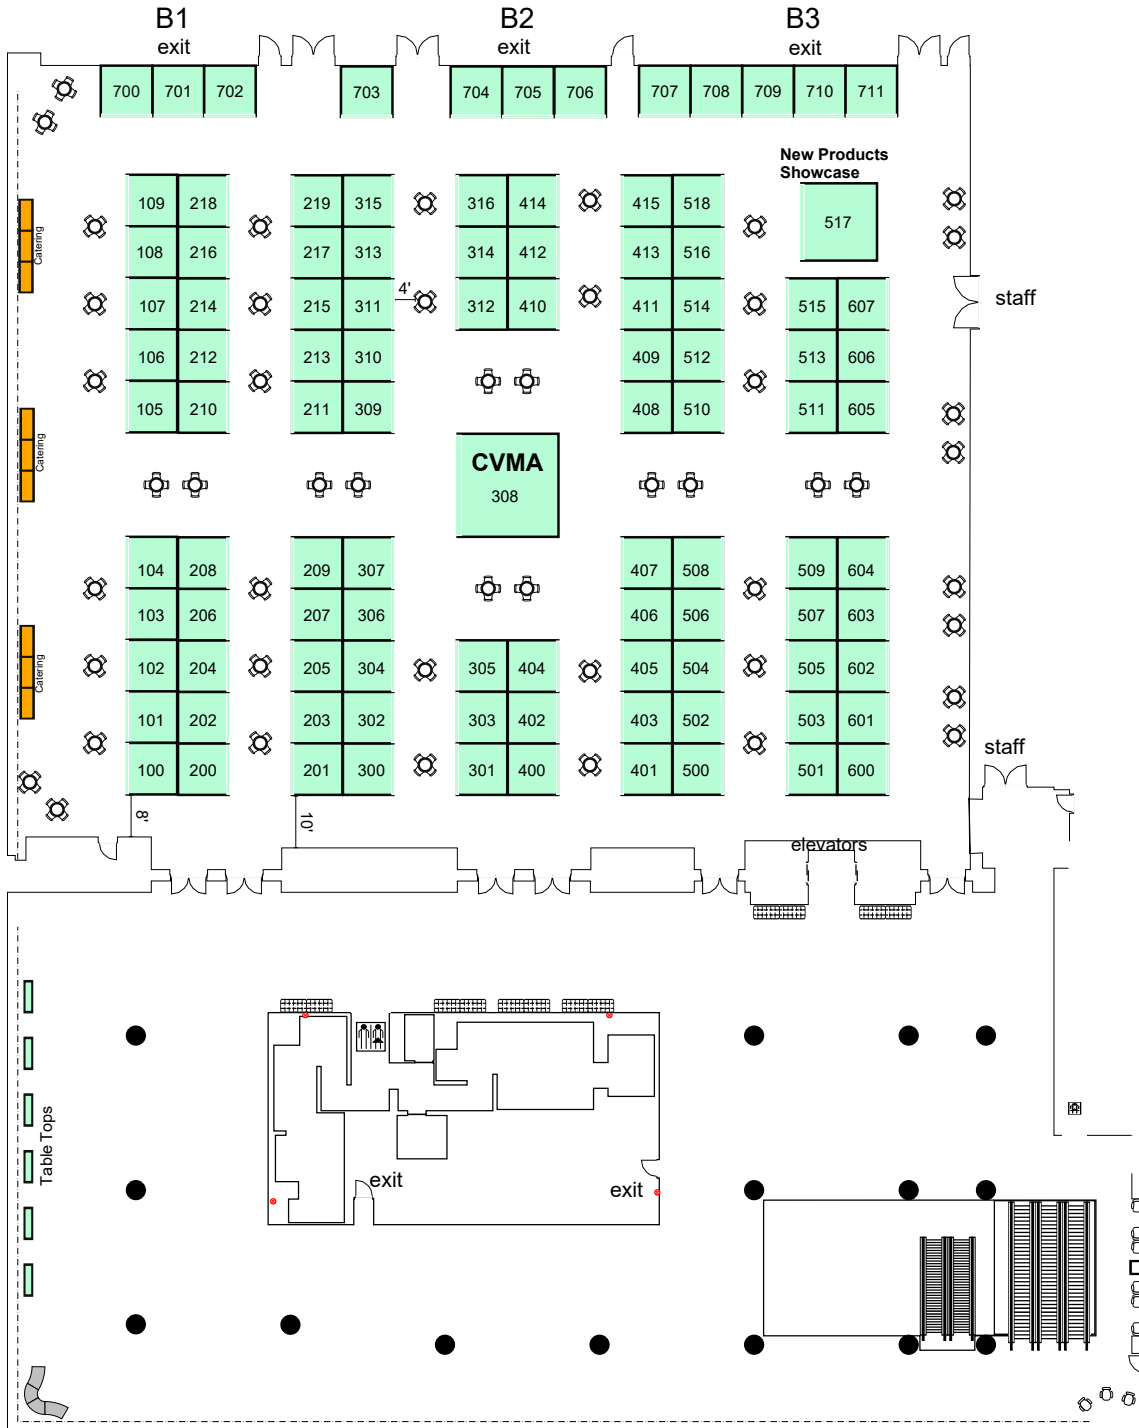 B1 B2 B3
exit exit exit
700 701 702 703 704 705 706 707 708 709 710 711
New Products
Showcase
109 218 219 315 316 414 415 518 517
Catering
108 216 217 313 314 412 413 516
4'
staff
107 214 215 311 312 410 411 514 515 607
106 212 213 310 409 512 513 606
105 210 211 309 408 510 511 605
Catering
CVMA
308
104 208 209 307 407 508 509 604
103 206 207 306 406 506 507 603
Catering
102 204 205 304 305 404 405 504 505 602
101 202 203 302 303 402 403 502 503 601
staff
100 200 201 300 301 400 401 500 501 600
8' 10'
elevators
Table Tops
exit
exit